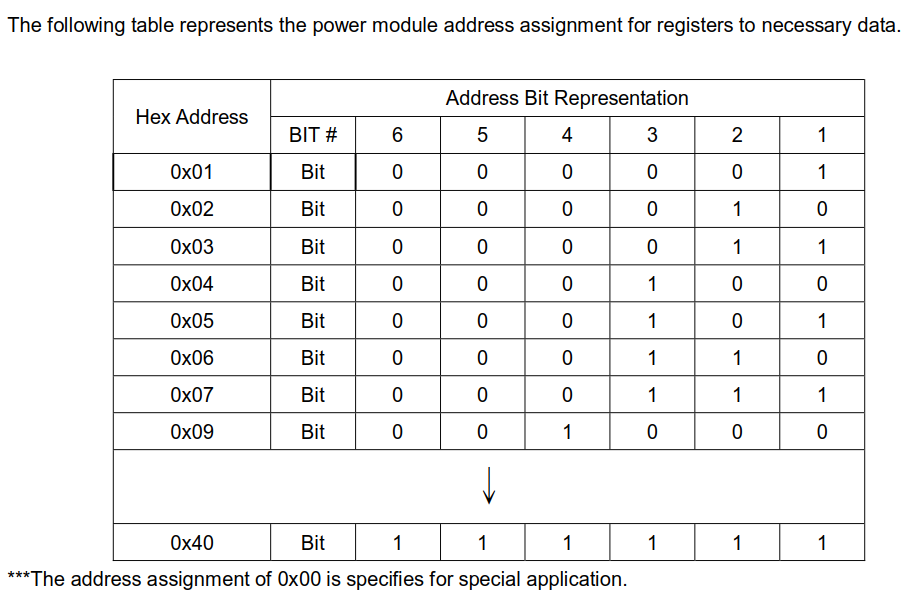 The following table represents the power module address assignment for registers to necessary data.
Hex Address Address Bit Representation
BIT # 6 5 4 3 2 1
0x01 Bit 0 0 0 0 0 1
0x02 Bit 0 0 0 0 1 0
0x03 Bit 0 0 0 0 1 1
0x04 Bit 0 0 0 1 0 0
0x05 Bit 0 0 0 1 0 1
0x06 Bit 0 0 0 1 1 0
0x07 Bit 0 0 0 1 1 1
0x09 Bit 0 0 1 0 0 0
↓
0x40 Bit 1 1 1 1 1 1
***The address assignment of 0x00 is specifies for special application.